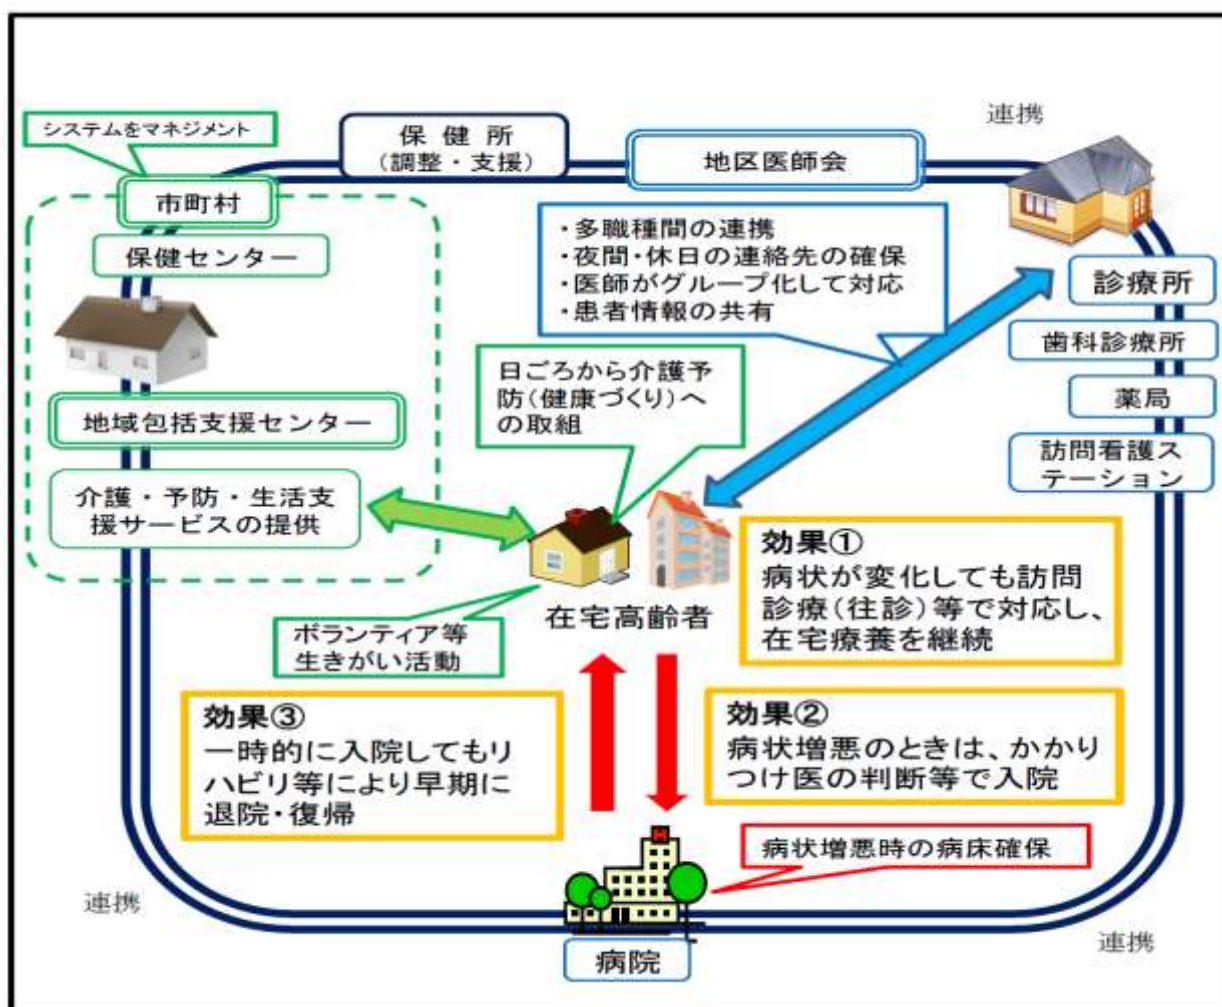 連携
システムをマネジメント
保健所
（調整・支援）
地区医師会
市町村
保健センター
・多職種間の連携
・夜間・休日の連絡先の確保
・医師がグループ化して対応
・患者情報の共有
診療所
歯科診療所
薬局
訪問看護ス
テーション
日ごろから介護予
防（健康づくり）へ
の取組
地域包括支援センター
介護・予防・生活支
援サービスの提供
在宅高齢者
ボランティア等
生きがい活動
効果①
病状が変化しても訪問
診療（往診）等で対応し、
在宅療養を継続
効果③
一時的に入院してもリ
ハビリ等により早期に
退院・復帰
効果②
病状増悪のときは、かかり
つけ医の判断等で入院
H
病状増悪時の病床確保
連携
連携
病院